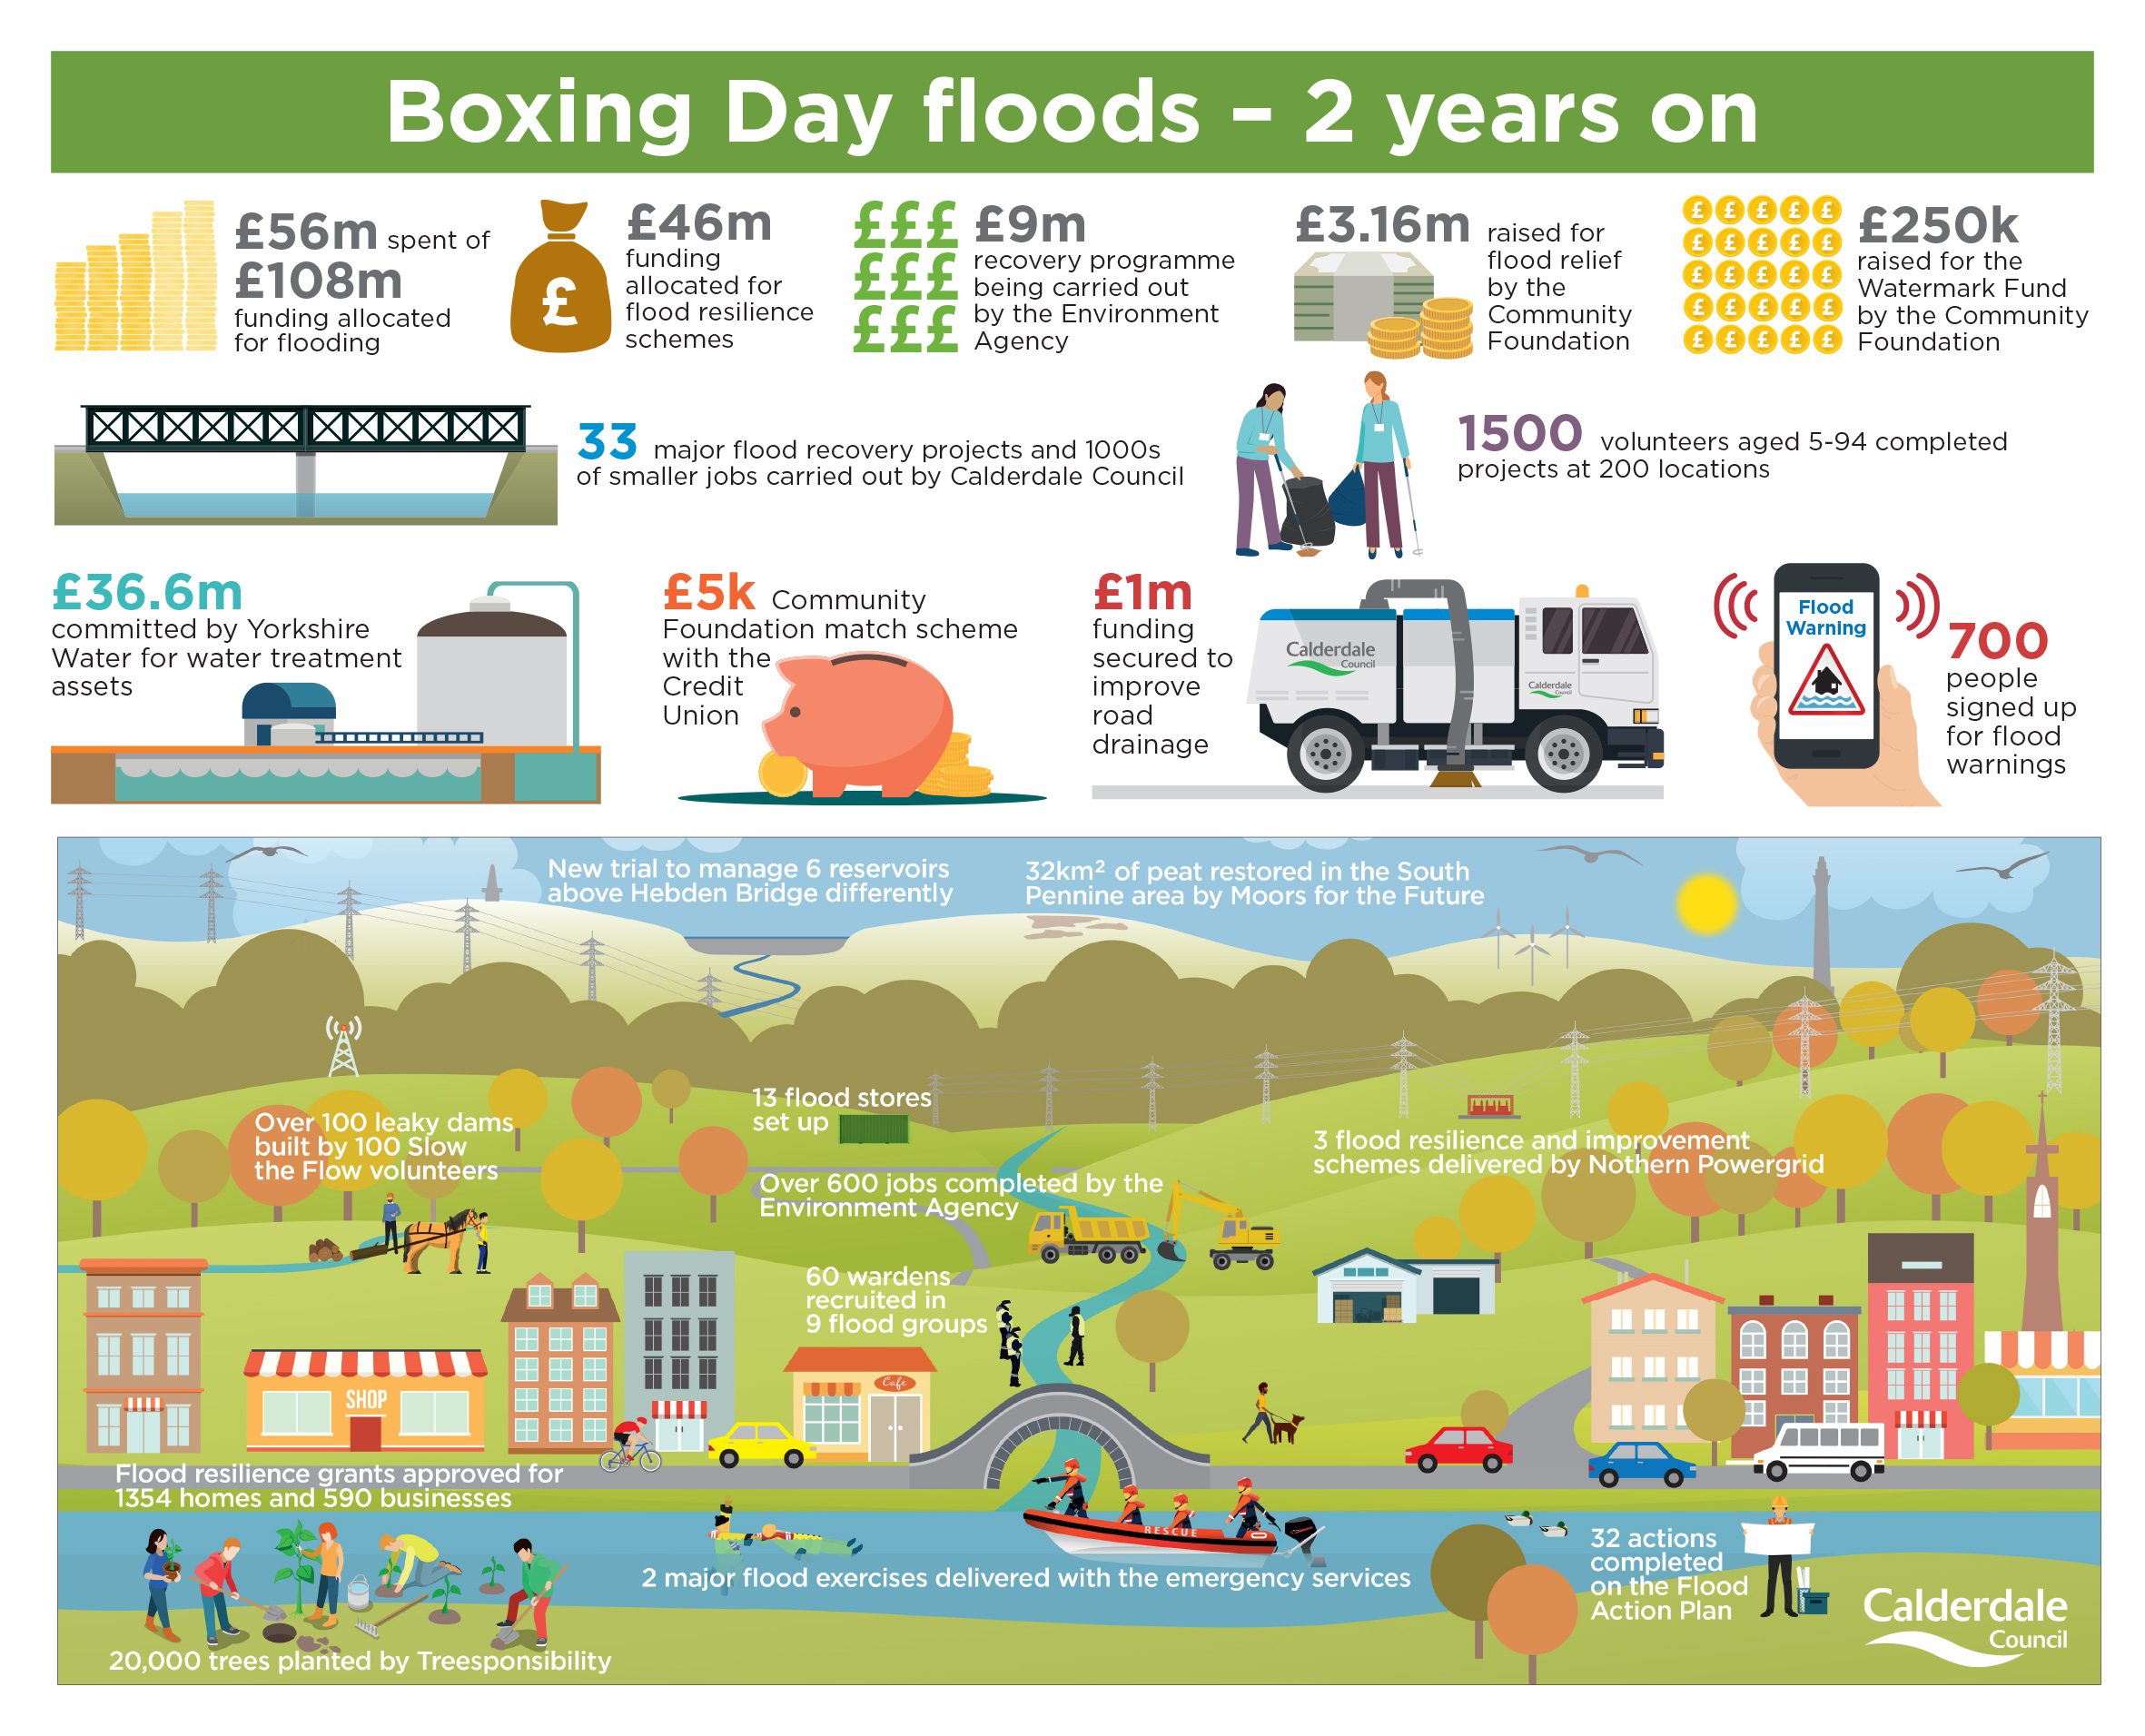 Boxing Day floods – 2 years on
£56m spent of
£108m
funding allocated
for flooding
£
£46m
funding
allocated for
flood resilience
schemes
£££
£££
£££
£9m
recovery programme
being carried out
by the Environment
Agency
£3.16m
raised for
flood relief
by the
Community
Foundation
£ £ £ £ £
£ £ £ £ £
£ £ £ £ £
£ £ £ £ £
£ £ £ £ £
£250k
raised for the
Watermark Fund
by the Community
Foundation
33 major flood recovery projects and 1000s
of smaller jobs carried out by Calderdale Council
1500 volunteers aged 5-94 completed
projects at 200 locations
£36.6m
committed by Yorkshire
Water for water treatment
assets
£5k Community
Foundation match scheme
with the
Credit
Union
£1m
funding
secured to
improve
road
drainage
Calderdale
Council
Calderdale
Council
Flood
Warning
700
people
signed up
for flood
warnings
New trial to manage 6 reservoirs
above Hebden Bridge differently
32km² of peat restored in the South
Pennine area by Moors for the Future
13 flood stores
set up
Over 100 leaky dams
built by 100 Slow
the Flow volunteers
3 flood resilience and improvement
schemes delivered by Nothern Powergrid
Over 600 jobs completed by the
Environment Agency
60 wardens
recruited in
9 flood groups
SHOP
Cafe
Flood resilience grants approved for
1354 homes and 590 businesses
RESCUE
2 major flood exercises delivered with the emergency services
32 actions
completed
on the Flood
Action Plan
20,000 trees planted by Treesponsibility
Calderdale
Council